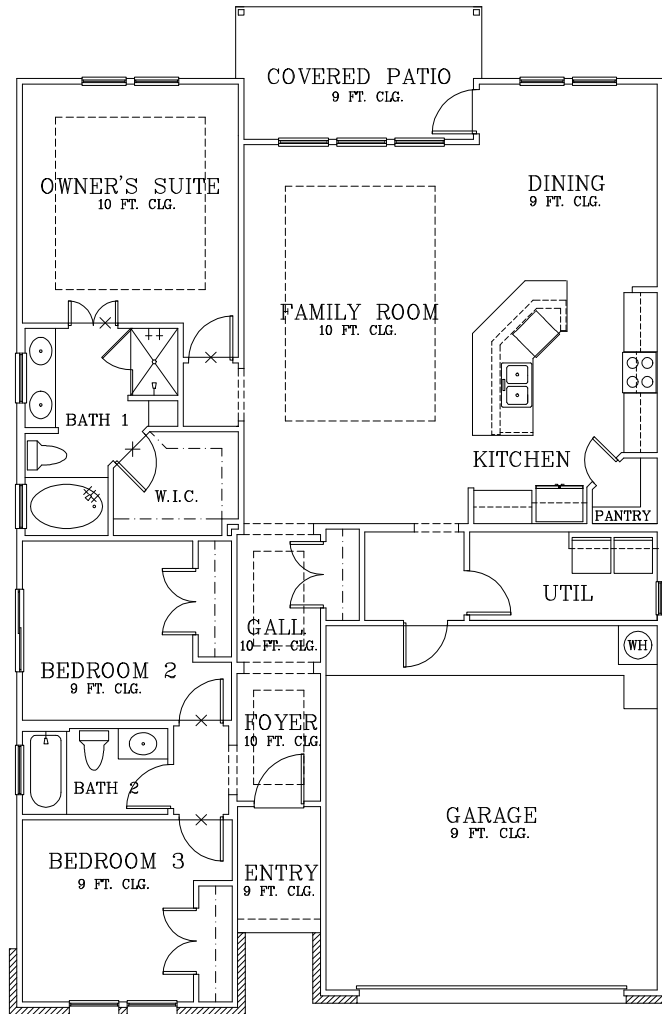 COVERED PATIO
9 FT. CLG.
OWNER'S SUITE
10 FT. CLG.
DINING
9 FT. CLG.
FAMILY ROOM
10 FT. CLG.
BATH 1
KITCHEN
W.I.C.
PANTRY
UTIL
GALL.
10 FT. CLG.
WH
BEDROOM 2
9 FT. CLG.
FOYER
10 FT. CLG.
BATH 2
GARAGE
9 FT. CLG.
BEDROOM 3
9 FT. CLG.
ENTRY
9 FT. CLG.